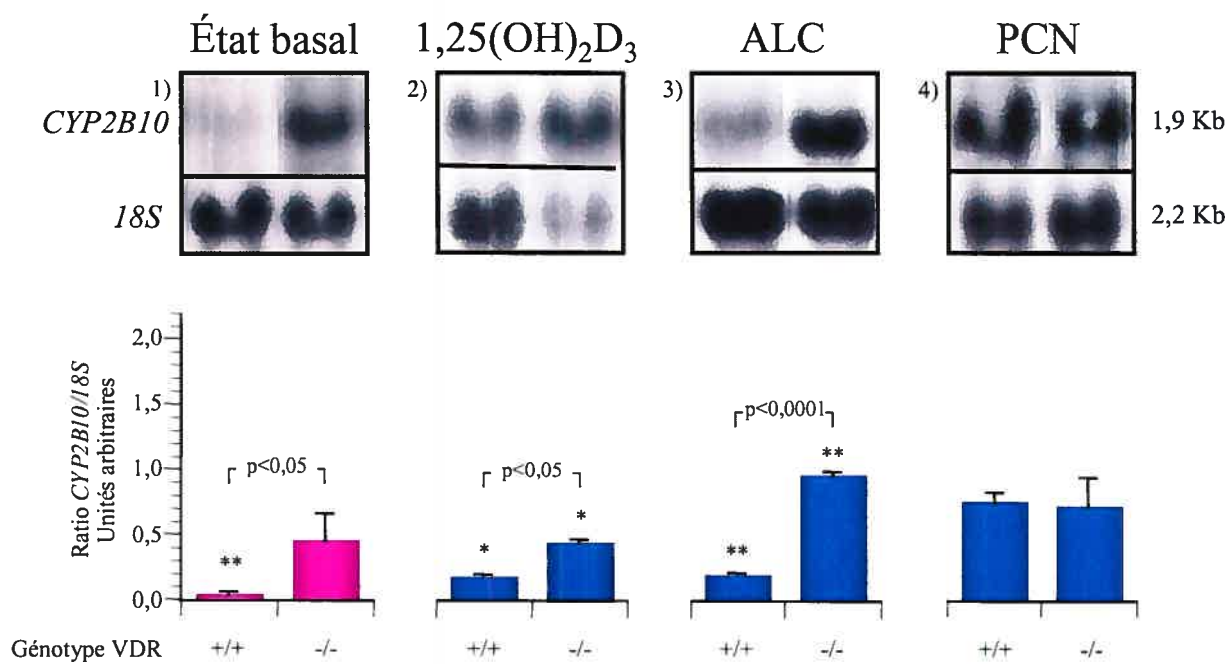 État basal 1,25(OH)₂D₃ ALC PCN
1) 2) 3) 4)
CYP2B10 1,9 Kb
18S 2,2 Kb
Ratio CYP2B10/18S
Unités arbitraires
2,0
1,5
1,0
0,5
0,0
p<0,05 p<0,05 p<0,0001
** * * ** **
Génotype VDR +/+ -/- +/+ -/- +/+ -/- +/+ -/-